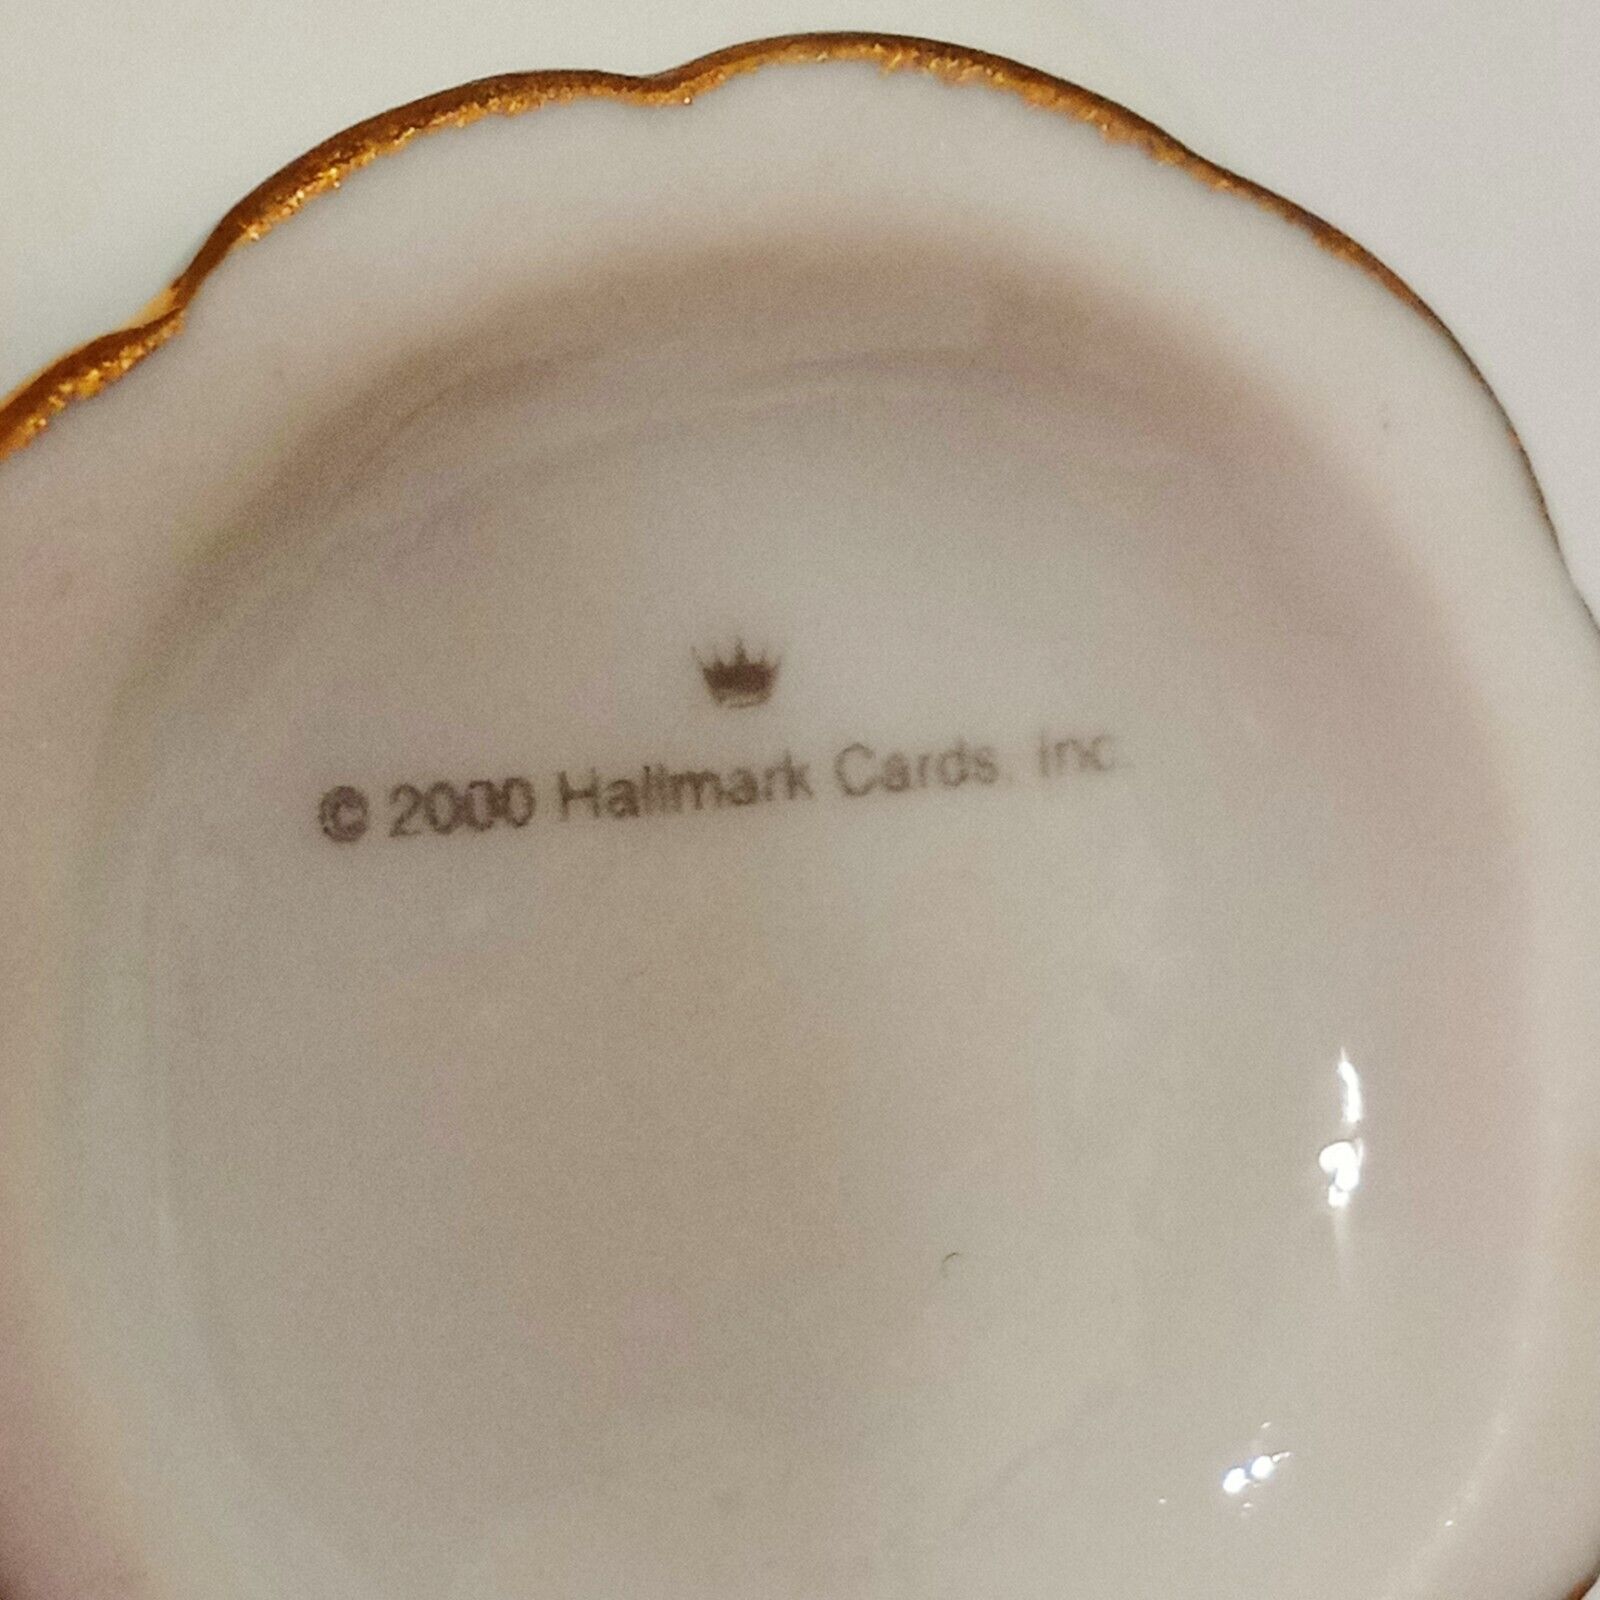 © 2000 Hallmark Cards, Inc.